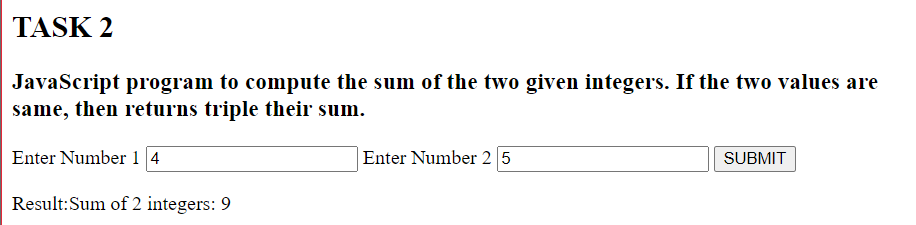 TASK 2
JavaScript program to compute the sum of the two given integers. If the two values are
same, then returns triple their sum.
Enter Number 1 4 Enter Number 2 5 SUBMIT
Result:Sum of 2 integers: 9